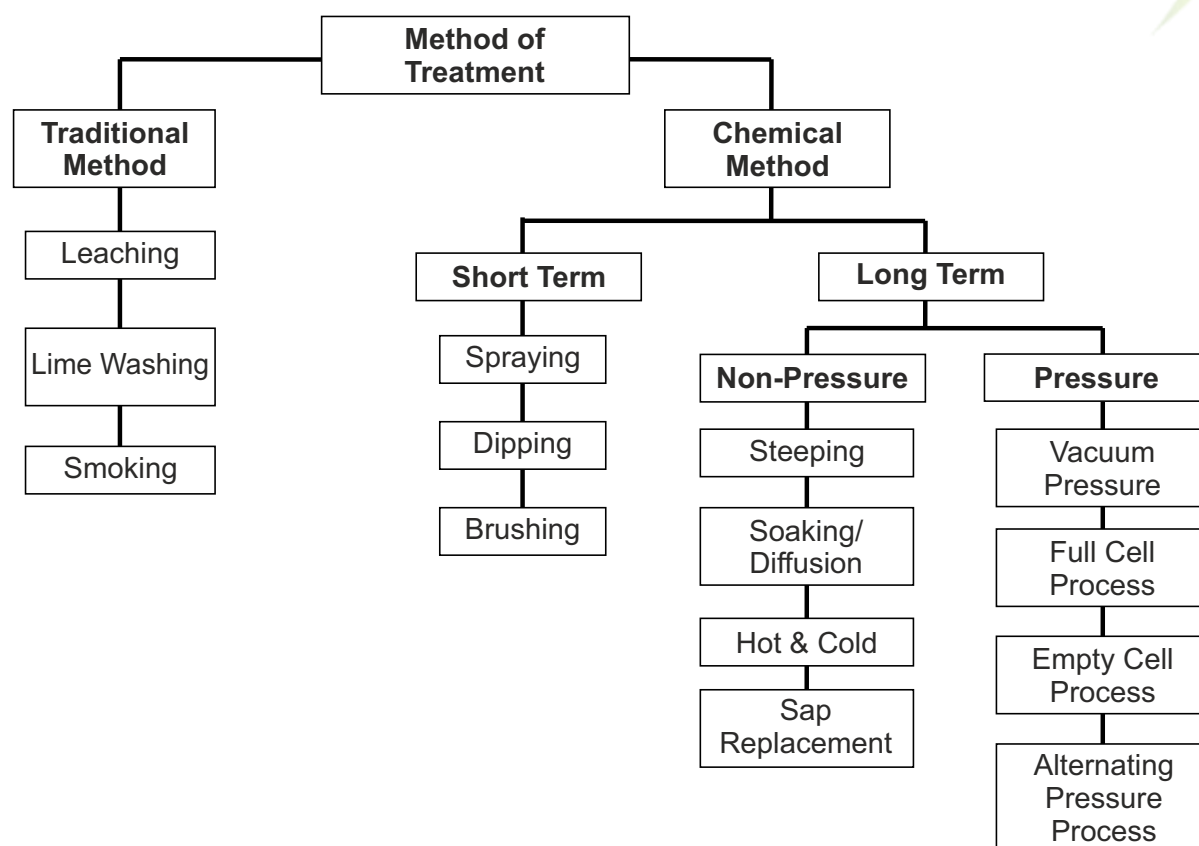 Method of
Treatment
Traditional
Method
Chemical
Method
Leaching
Lime Washing
Smoking
Short Term
Spraying
Dipping
Brushing
Long Term
Non-Pressure
Steeping
Soaking/
Diffusion
Hot & Cold
Sap
Replacement
Pressure
Vacuum
Pressure
Full Cell
Process
Empty Cell
Process
Alternating
Pressure
Process